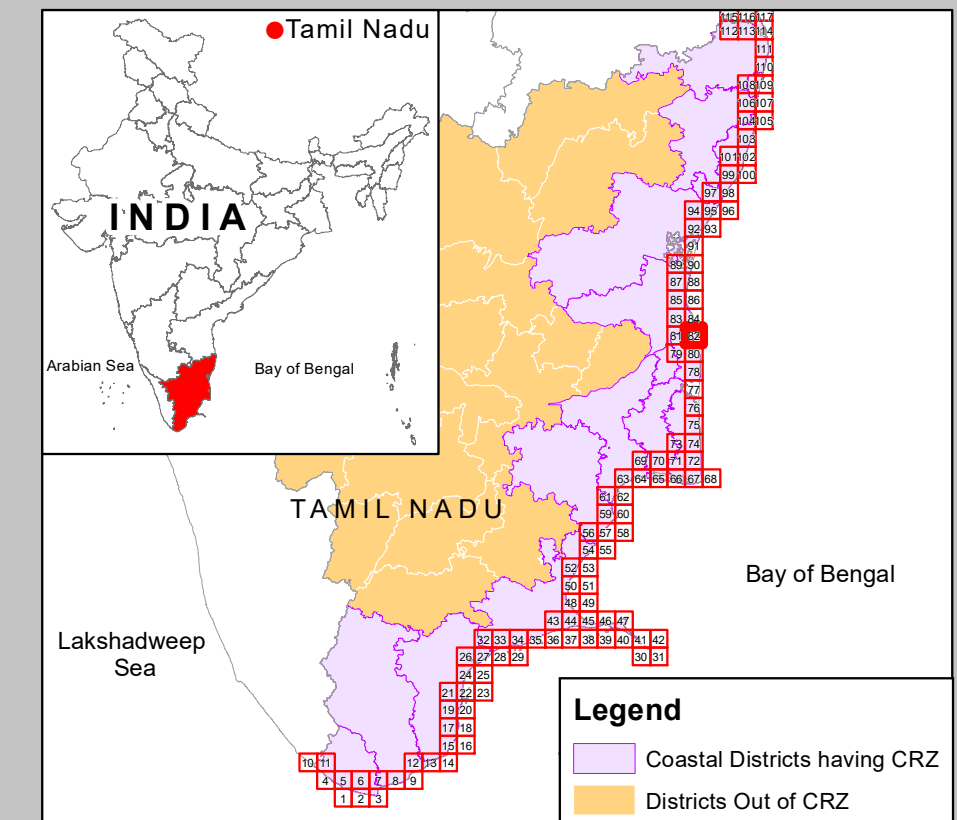 Tamil Nadu
INDIA
Arabian Sea
Bay of Bengal
115 116 117
112 113 114
111
110
108 109
106 107
104 105
103
101 102
99 100
97 98
94 95 96
92 93
91
89 90
87 88
85 86
83 84
81 82
79 80
78
77
76
75
73 74
69 70 71 72
63 64 65 66 67 68
61 62
59 60
56 57 58
54 55
52 53
50 51
48 49
43 44 45 46 47
32 33 34 35 36 37 38 39 40 41 42
26 27 28 29 30 31
24 25
21 22 23
19 20
17 18
15 16
10 11 12 13 14
4 5 6 7 8 9
1 2 3
TAMIL NADU
Bay of Bengal
Lakshadweep
Sea
Legend
Coastal Districts having CRZ
Districts Out of CRZ